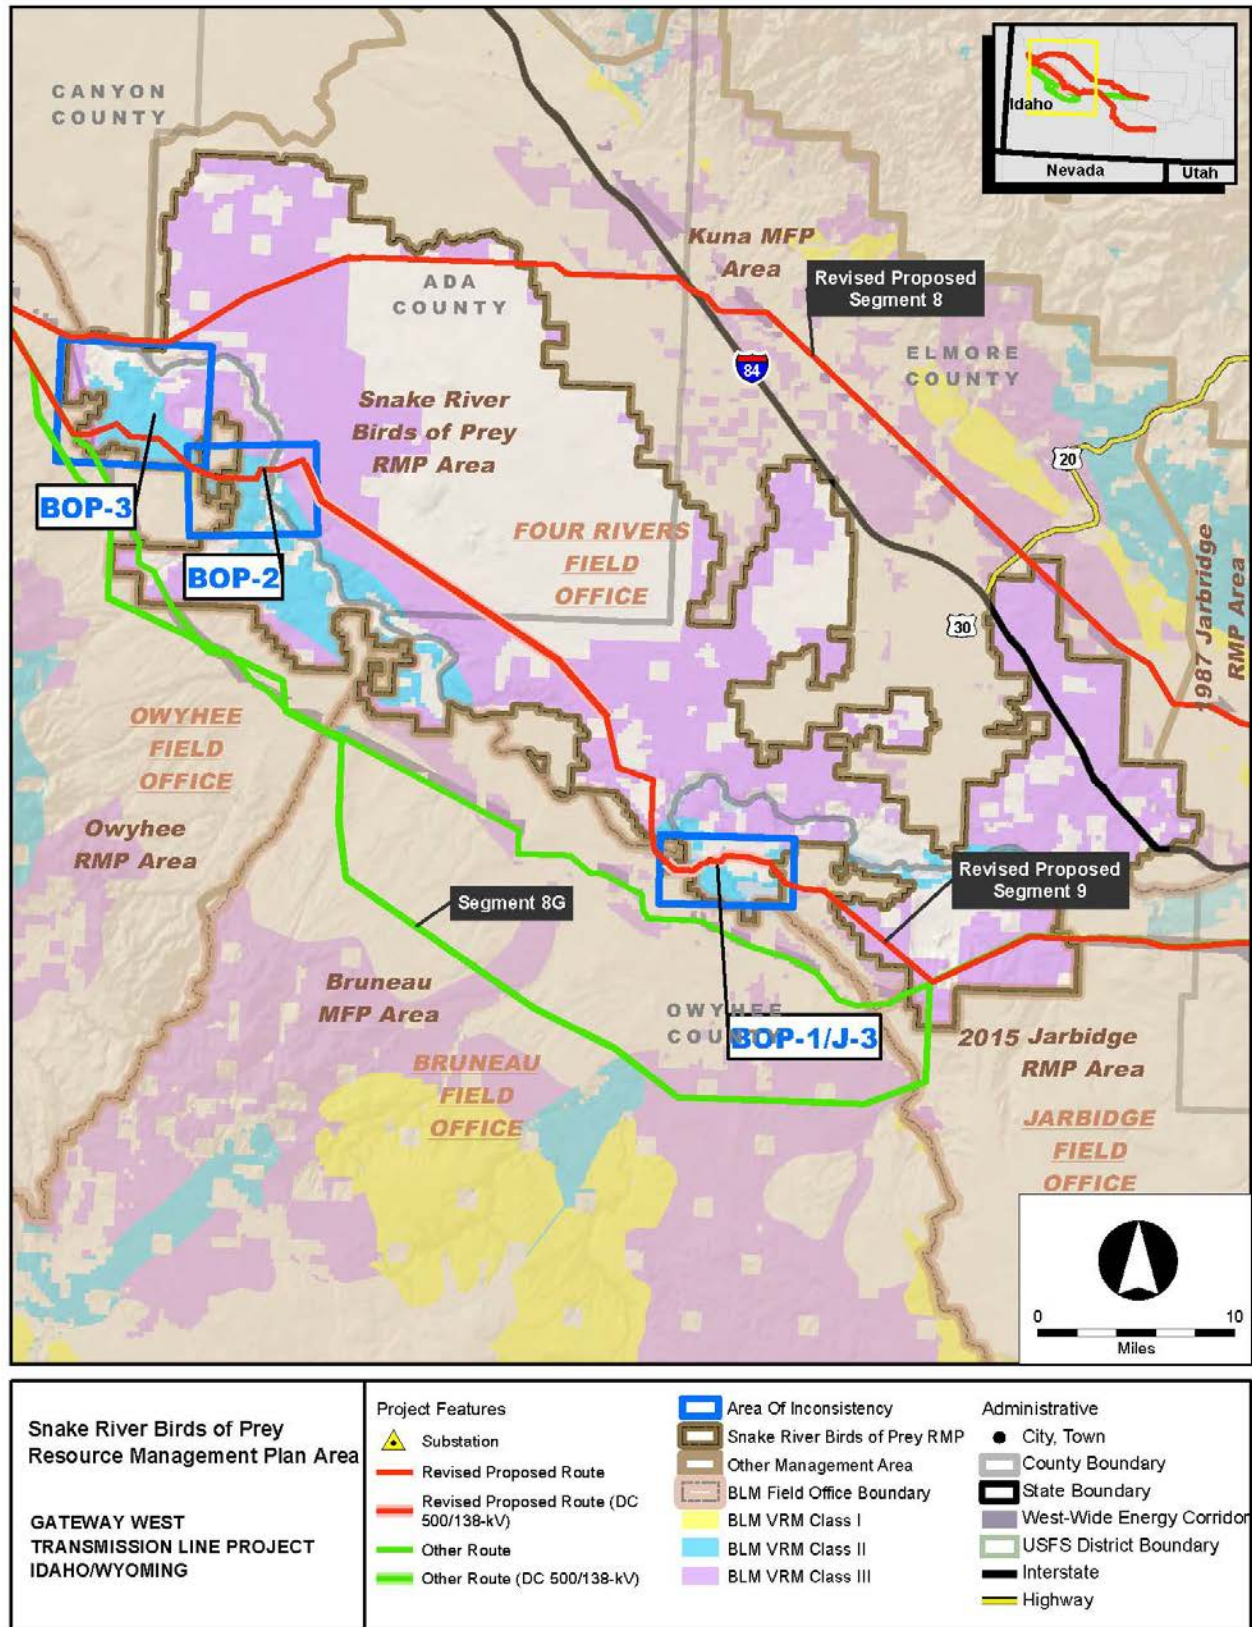 CANYON
COUNTY
Idaho
Nevada
Utah
Kuna MFP
Area
Revised Proposed
Segment 8
ADA
COUNTY
ELMORE
COUNTY
84
Snake River
Birds of Prey
RMP Area
20
BOP-3
FOUR RIVERS
FIELD
OFFICE
BOP-2
1987 Jarbridge
RMP Area
30
OWYHEE
FIELD
OFFICE
Owyhee
RMP Area
Revised Proposed
Segment 9
Segment 8G
Bruneau
MFP Area
OWYHEE
COUNTY
BOP-1/J-3
2015 Jarbidge
RMP Area
BRUNEAU
FIELD
OFFICE
JARBIDGE
FIELD
OFFICE
0 10
Miles
Snake River Birds of Prey
Resource Management Plan Area
GATEWAY WEST
TRANSMISSION LINE PROJECT
IDAHO/WYOMING
Project Features
Substation
Revised Proposed Route
Revised Proposed Route (DC
500/138-kV)
Other Route
Other Route (DC 500/138-kV)
Area Of Inconsistency
Snake River Birds of Prey RMP
Other Management Area
BLM Field Office Boundary
BLM VRM Class I
BLM VRM Class II
BLM VRM Class III
Administrative
City, Town
County Boundary
State Boundary
West-Wide Energy Corridor
USFS District Boundary
Interstate
Highway